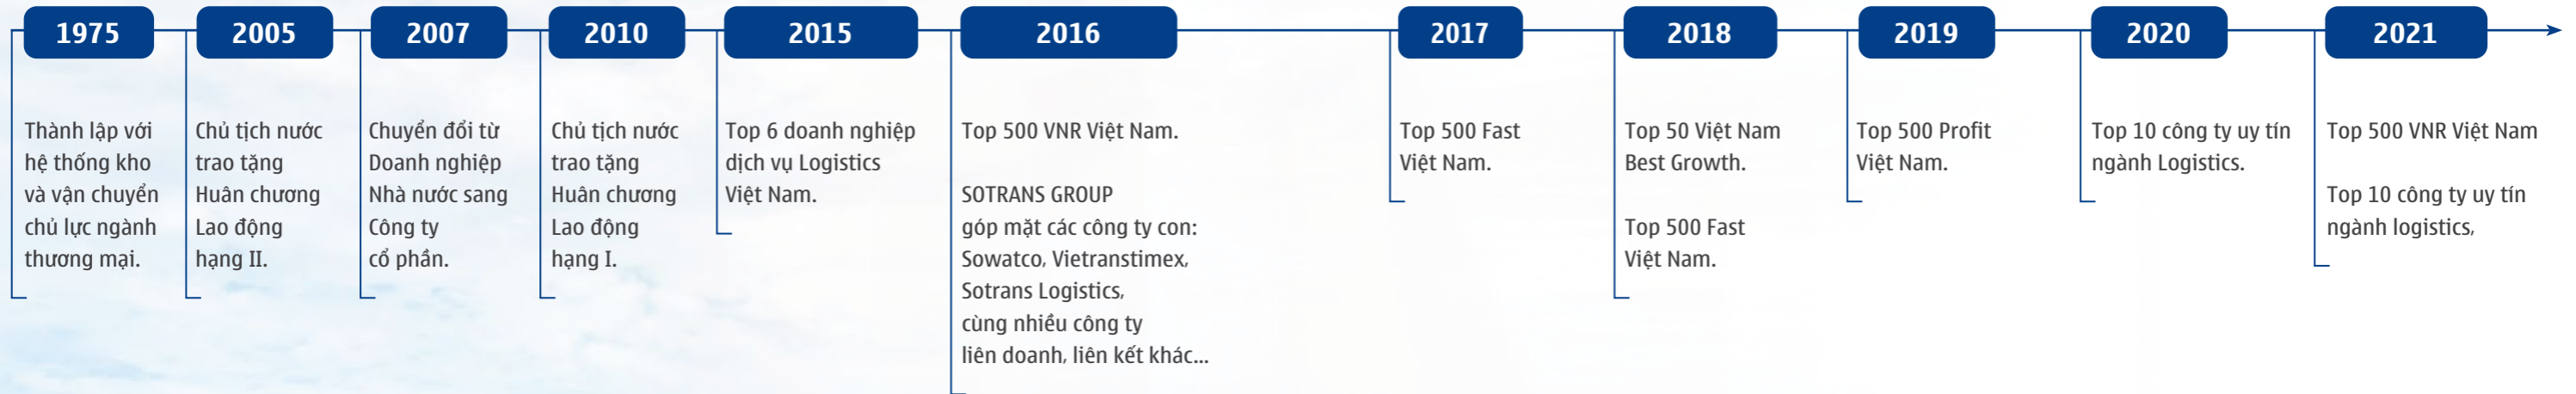 1975
Thành lập với
hệ thống kho
và vận chuyển
chủ lực ngành
thương mại.
2005
Chủ tịch nước
trao tặng
Huân chương
Lao động
hạng II.
2007
Chuyển đổi từ
Doanh nghiệp
Nhà nước sang
Công ty
cổ phần.
2010
Chủ tịch nước
trao tặng
Huân chương
Lao động
hạng I.
2015
Top 6 doanh nghiệp
dịch vụ Logistics
Việt Nam.
2016
Top 500 VNR Việt Nam.
SOTRANS GROUP
góp mặt các công ty con:
Sowatco, Vietranstimex,
Sotrans Logistics,
cùng nhiều công ty
liên doanh, liên kết khác...
2017
Top 500 Fast
Việt Nam.
2018
Top 50 Việt Nam
Best Growth.
Top 500 Fast
Việt Nam.
2019
Top 500 Profit
Việt Nam.
2020
Top 10 công ty uy tín
ngành Logistics.
2021
Top 500 VNR Việt Nam
Top 10 công ty uy tín
ngành logistics,